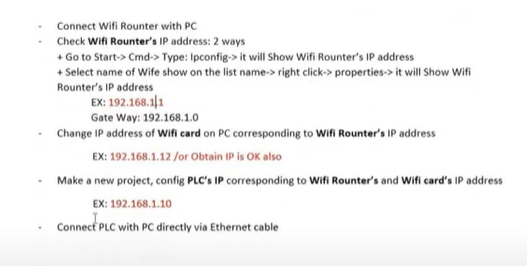 - Connect Wifi Rounter with PC
- Check Wifi Rounter's IP address: 2 ways
+ Go to Start-> Cmd-> Type: Ipconfig-> it will Show Wifi Rounter's IP address
+ Select name of Wife show on the list name-> right click-> properties-> it will Show Wifi
Rounter's IP address
EX: 192.168.1.1
Gate Way: 192.168.1.0
- Change IP address of Wifi card on PC corresponding to Wifi Rounter's IP address
EX: 192.168.1.12 /or Obtain IP is OK also
- Make a new project, config PLC's IP corresponding to Wifi Rounter's and Wifi card's IP address
EX: 192.168.1.10
- Connect PLC with PC directly via Ethernet cable